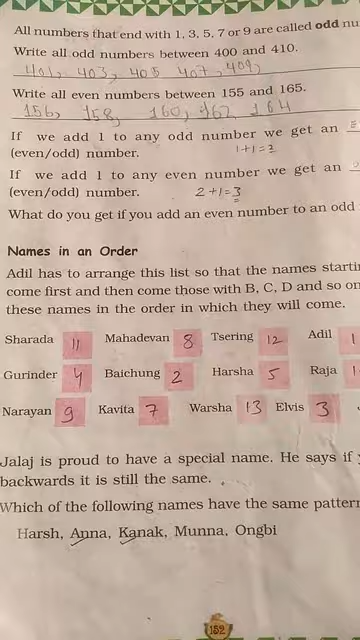 All numbers that end with 1, 3, 5, 7 or 9 are called odd
Write all odd numbers between 400 and 410.
401, 403, 405 407, 409,
Write all even numbers between 155 and 165.
156, 158, 160, 162, 164
If we add 1 to any odd number we get an
(even/odd) number. 1+1=2
If we add 1 to any even number we get an
(even/odd) number. 2+1=3
What do you get if you add an even number to an odd
Names in an Order
Adil has to arrange this list so that the names
come first and then come those with B, C, D and so on
these names in the order in which they will come.
Sharada 11 Mahadevan 8 Tsering 12 Adil 1
Gurinder 4 Baichung 2 Harsha 5 Raja
Narayan 9 Kavita 7 Warsha 13 Elvis 3
Jalaj is proud to have a special name. He says if
backwards it is still the same.
Which of the following names have the same
Harsh, Anna, Kanak, Munna, Ongbi
152